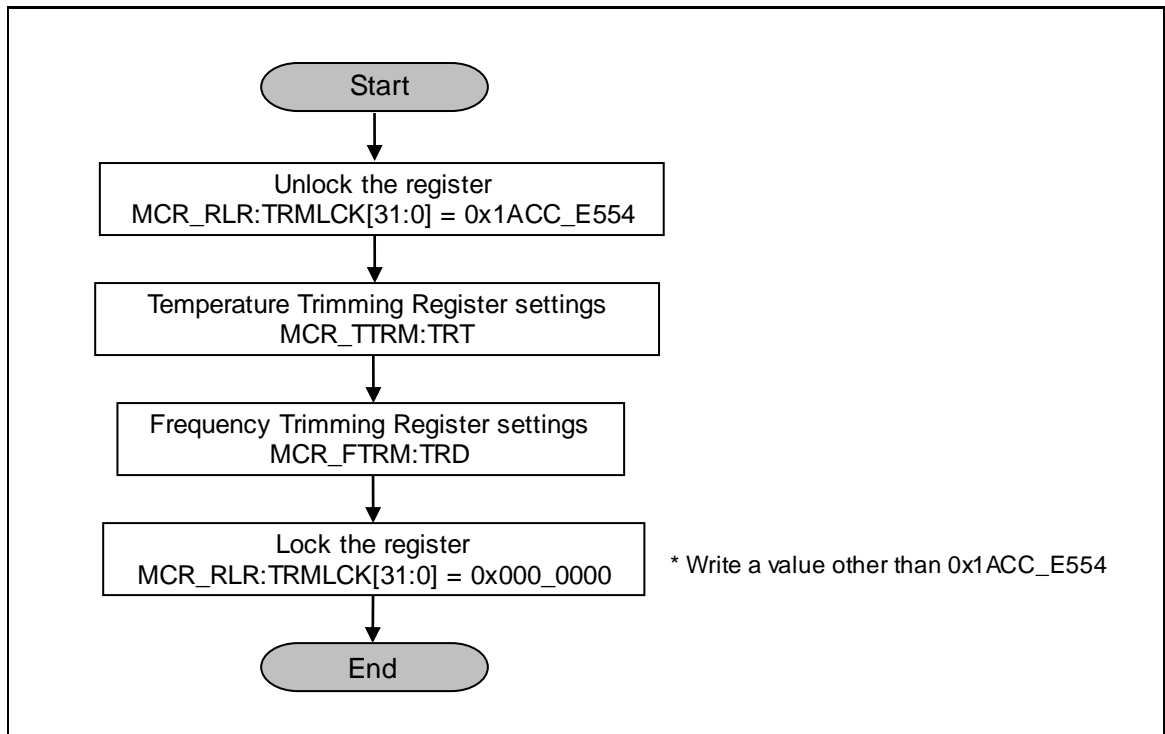 Start
Unlock the register
MCR_RLR:TRMLCK[31:0] = 0x1ACC_E554
Temperature Trimming Register settings
MCR_TTRM:TRT
Frequency Trimming Register settings
MCR_FTRM:TRD
Lock the register
MCR_RLR:TRMLCK[31:0] = 0x000_0000
* Write a value other than 0x1ACC_E554
End